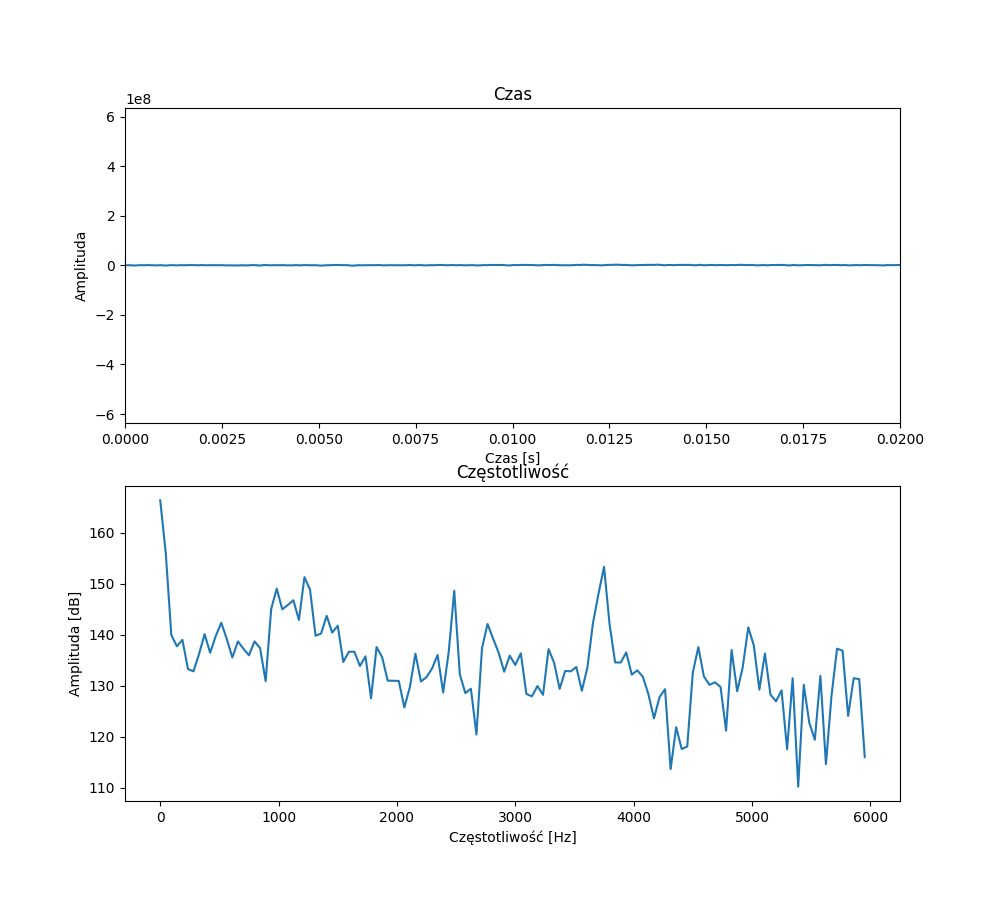 Czas
1e8
6
4
2
0
−2
−4
−6
Amplituda
0.0000 0.0025 0.0050 0.0075 0.0100 0.0125 0.0150 0.0175 0.0200
Czas [s]
Częstotliwość
160
150
140
130
120
110
Amplituda [dB]
0 1000 2000 3000 4000 5000 6000
Częstotliwość [Hz]